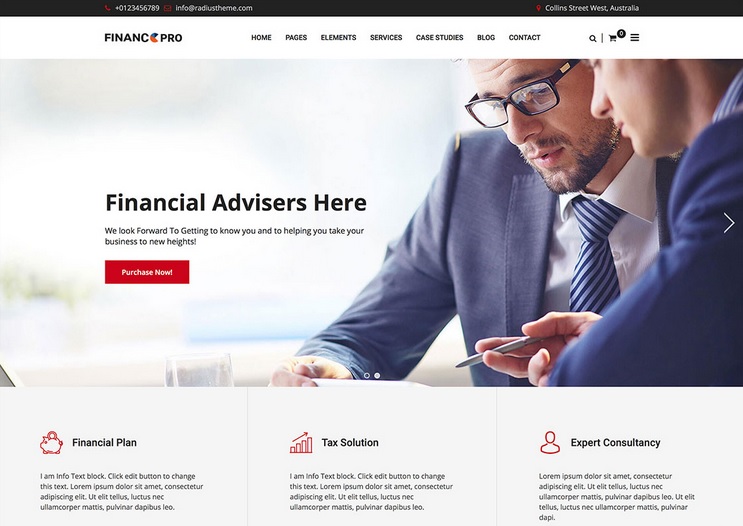 +0123456789 info@radiustheme.com Collins Street West, Australia
FINANC PRO HOME PAGES ELEMENTS SERVICES CASE STUDIES BLOG CONTACT 0
Financial Advisers Here
We look Forward To Getting to know you and to helping you take your
business to new heights!
Purchase Now!
Financial Plan
I am Info Text block. Click edit button to change
this text. Lorem ipsum dolor sit amet, consectetur
adipiscing elit. Ut elit tellus, luctus nec
ullamcorper mattis, pulvinar dapibus leo.
Tax Solution
I am Info Text block. Click edit button to change
this text. Lorem ipsum dolor sit amet, consectetur
adipiscing elit. Ut elit tellus, luctus nec
ullamcorper mattis, pulvinar dapibus leo.
Expert Consultancy
Lorem ipsum dolor sit amet, consectetur
adipiscing elit. Ut elit tellus, luctus nec
ullamcorper mattis, pulvinar dapibus leo. Ut elit
tellus, luctus nec ullamcorper mattis, pulvinar
dapi.